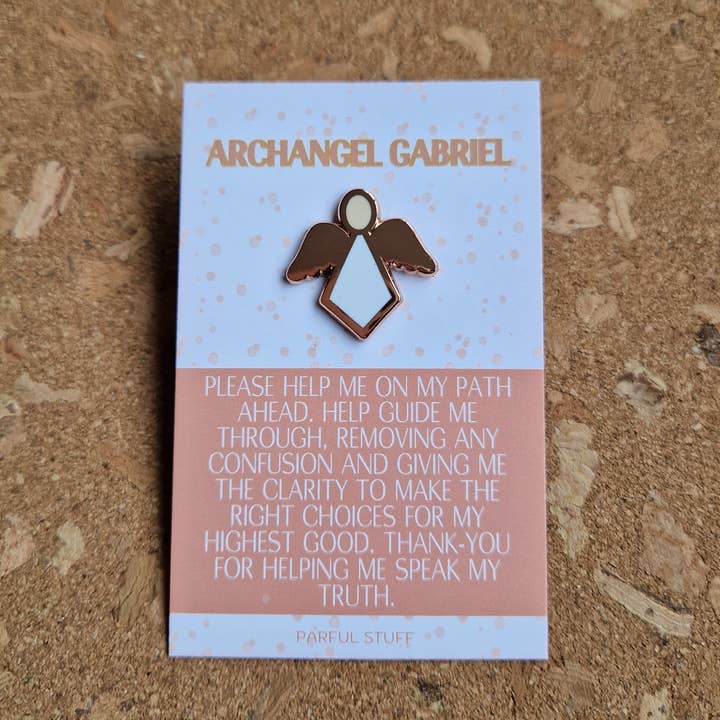 ARCHANGEL GABRIEL
PLEASE HELP ME ON MY PATH
AHEAD. HELP GUIDE ME
THROUGH, REMOVING ANY
CONFUSION AND GIVING ME
THE CLARITY TO MAKE THE
RIGHT CHOICES FOR MY
HIGHEST GOOD. THANK-YOU
FOR HELPING ME SPEAK MY
TRUTH.
PARFUL STUFF